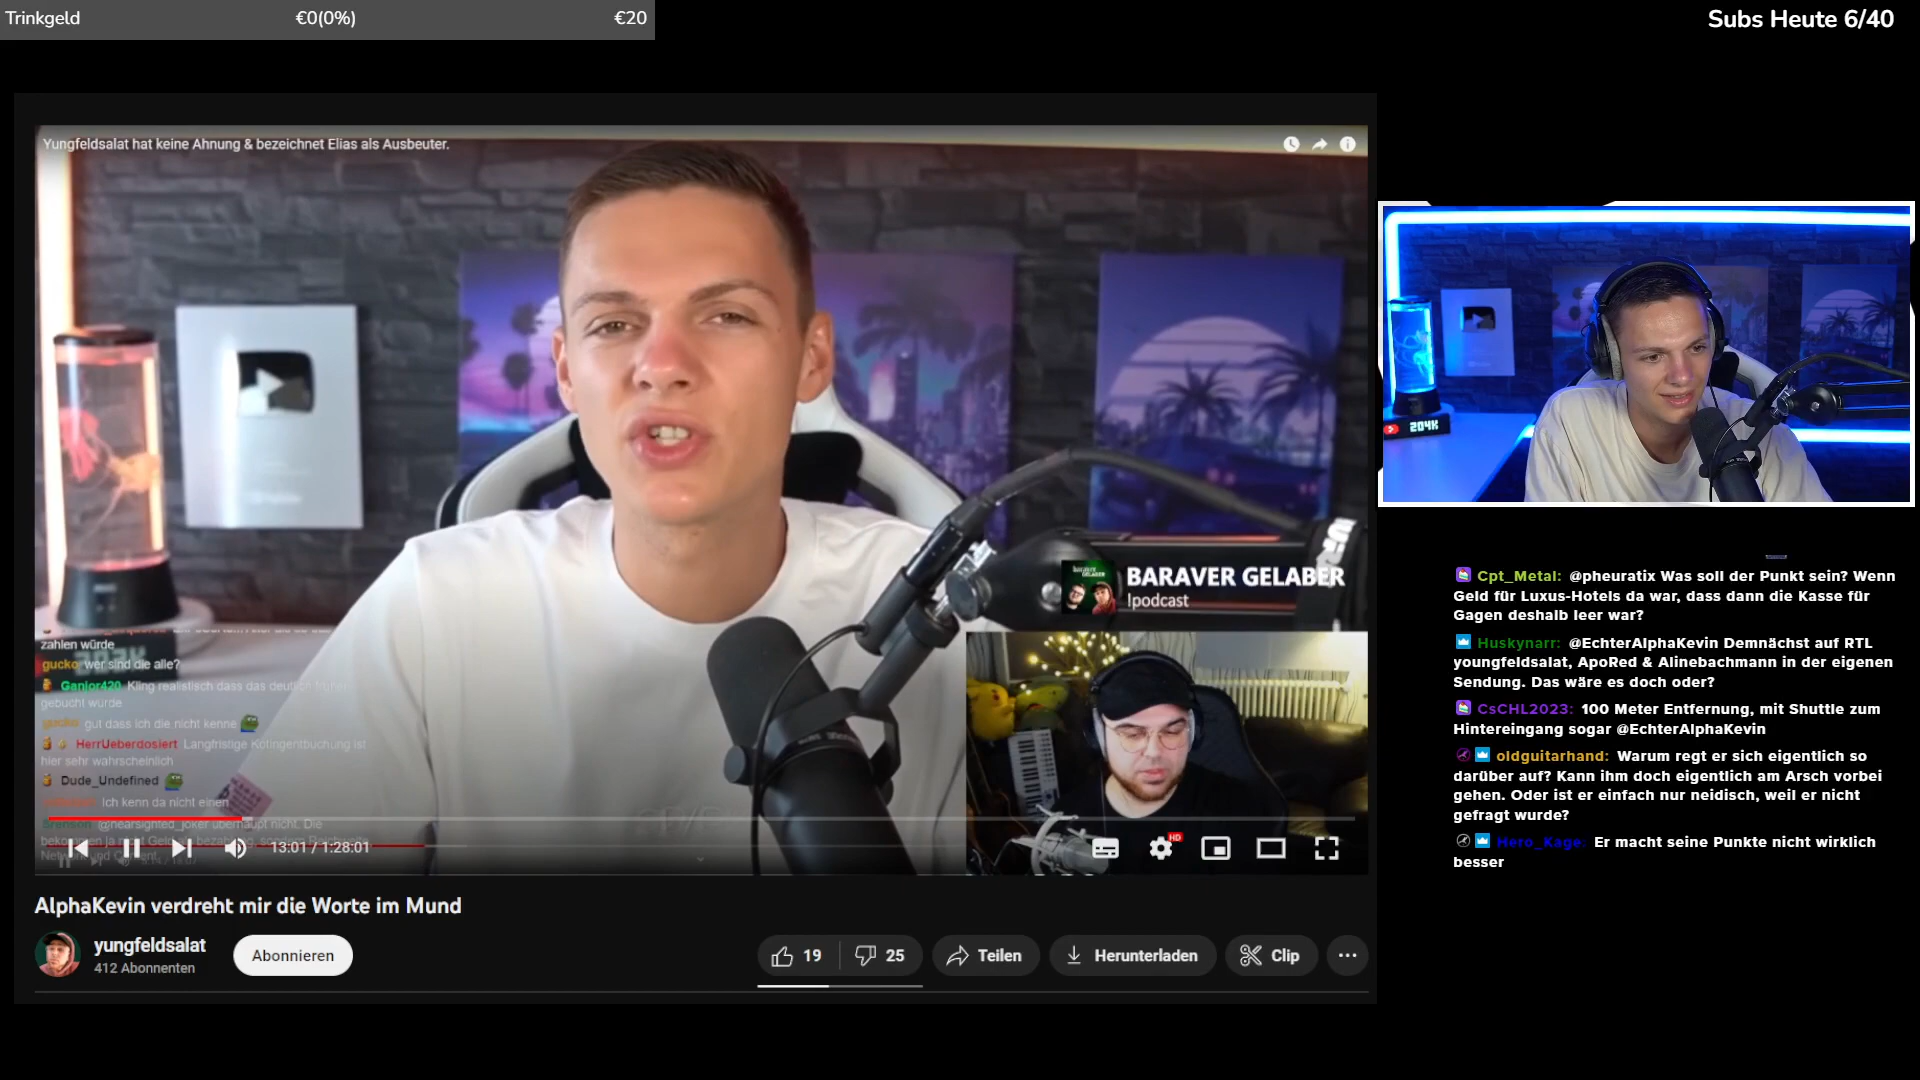 Trinkgeld €0(0%) €20
Subs Heute 6/40
Yungfeldsalat hat keine Ahnung & bezeichnet Elias als Ausbeuter.
204K
BARAVER GELABER
!podcast
zahlen würde
gucko wer sind die alle?
Ganjor420 Kling realistisch dass das deutlich früher
gebucht wurde
gucko gut dass ich die nicht kenne
HerrUeberdosiert Langfristige Kotingentbuchung ist
hier sehr wahrscheinlich
Dude_Undefined
Ich kenn da nicht einen
13:01 / 1:28:01
HD
AlphaKevin verdreht mir die Worte im Mund
yungfeldsalat
412 Abonnenten
Abonnieren
19
25
Teilen
Herunterladen
Clip
Cpt_Metal: @pheuratix Was soll der Punkt sein? Wenn
Geld für Luxus-Hotels da war, dass dann die Kasse für
Gagen deshalb leer war?
Huskynarr: @EchterAlphaKevin Demnächst auf RTL
youngfeldsalat, ApoRed & Alinebachmann in der eigenen
Sendung. Das wäre es doch oder?
CsCHL2023: 100 Meter Entfernung, mit Shuttle zum
Hintereingang sogar @EchterAlphaKevin
oldguitarhand: Warum regt er sich eigentlich so
darüber auf? Kann ihm doch eigentlich am Arsch vorbei
gehen. Oder ist er einfach nur neidisch, weil er nicht
gefragt wurde?
Hero_Kage: Er macht seine Punkte nicht wirklich
besser